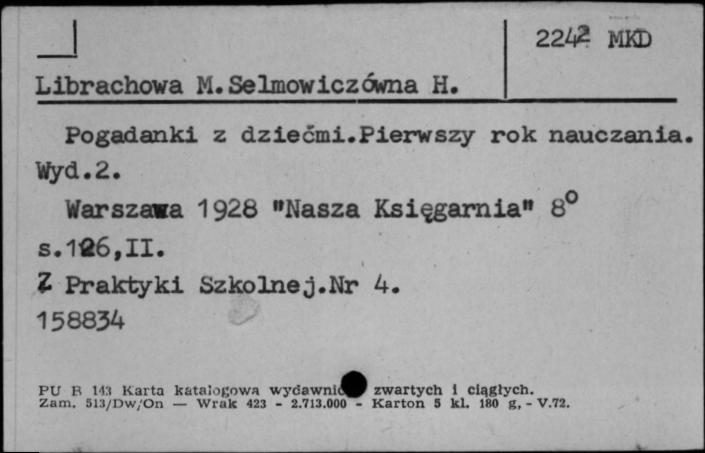 2242 MKD
Librachowa M.Selmowiczówna H.
Pogadanki z dziećmi.Pierwszy rok nauczania.
Wyd.2.
Warszawa 1928 "Nasza Księgarnia" 8º
s.126,II.
Z Praktyki Szkolnej.Nr 4.
158834
PU B 143 Karta katalogowa zwartych i ciągłych.
Zam. 513/Dw/On — Wrak 423 - 2.713.000 - Karton 5 kl. 180 g, - V.72.